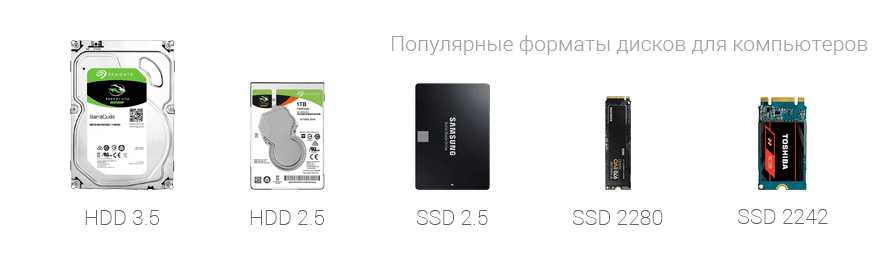 Популярные форматы дисков для компьютеров
SEAGATE
BarraCuda
1TB
SAMSUNG
TOSHIBA
HDD 3.5
HDD 2.5
SSD 2.5
SSD 2280
SSD 2242